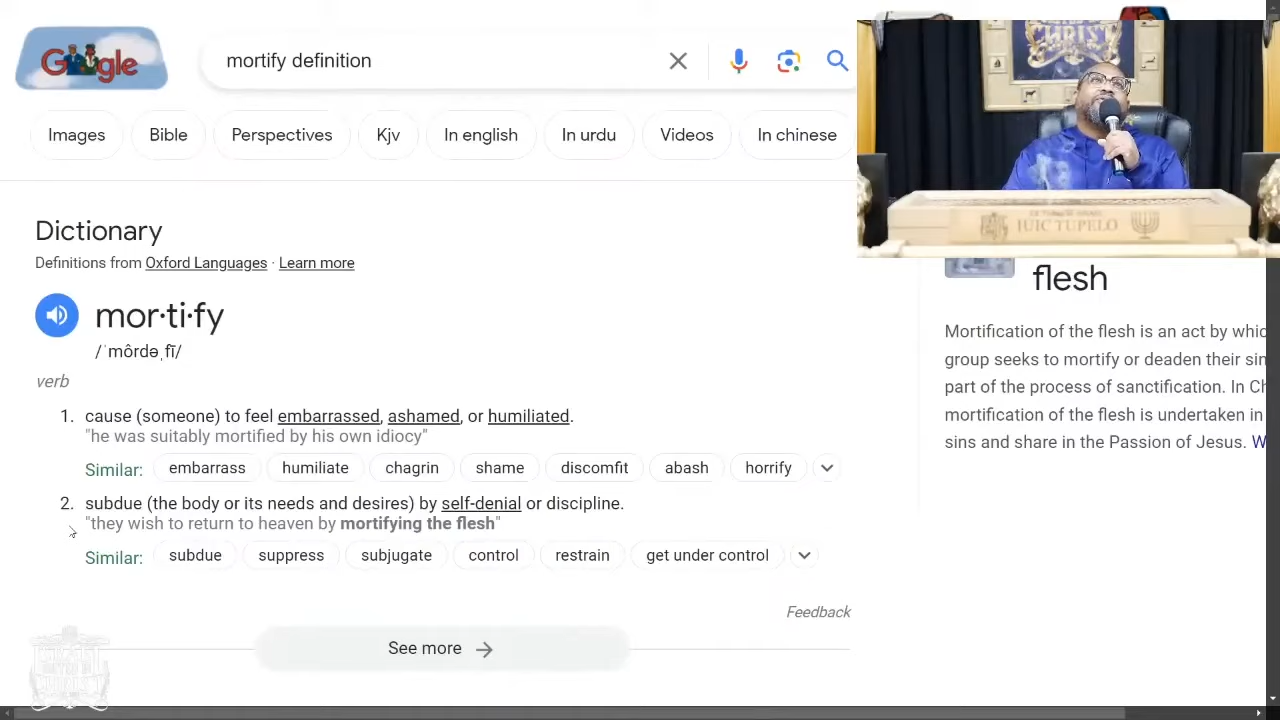 Google
mortify definition
Images
Bible
Perspectives
Kjv
In english
In urdu
Videos
In chinese
CHRIST
IUIC TUPELO
Dictionary
Definitions from Oxford Languages · Learn more
mor·ti·fy
/ˈmôrdəˌfī/
verb
1. cause (someone) to feel embarrassed, ashamed, or humiliated.
"he was suitably mortified by his own idiocy"
Similar: embarrass humiliate chagrin shame discomfit abash horrify
2. subdue (the body or its needs and desires) by self-denial or discipline.
"they wish to return to heaven by mortifying the flesh"
Similar: subdue suppress subjugate control restrain get under control
Feedback
See more
flesh
Mortification of the flesh is an act by whic
group seeks to mortify or deaden their sin
part of the process of sanctification. In Ch
mortification of the flesh is undertaken in
sins and share in the Passion of Jesus. W